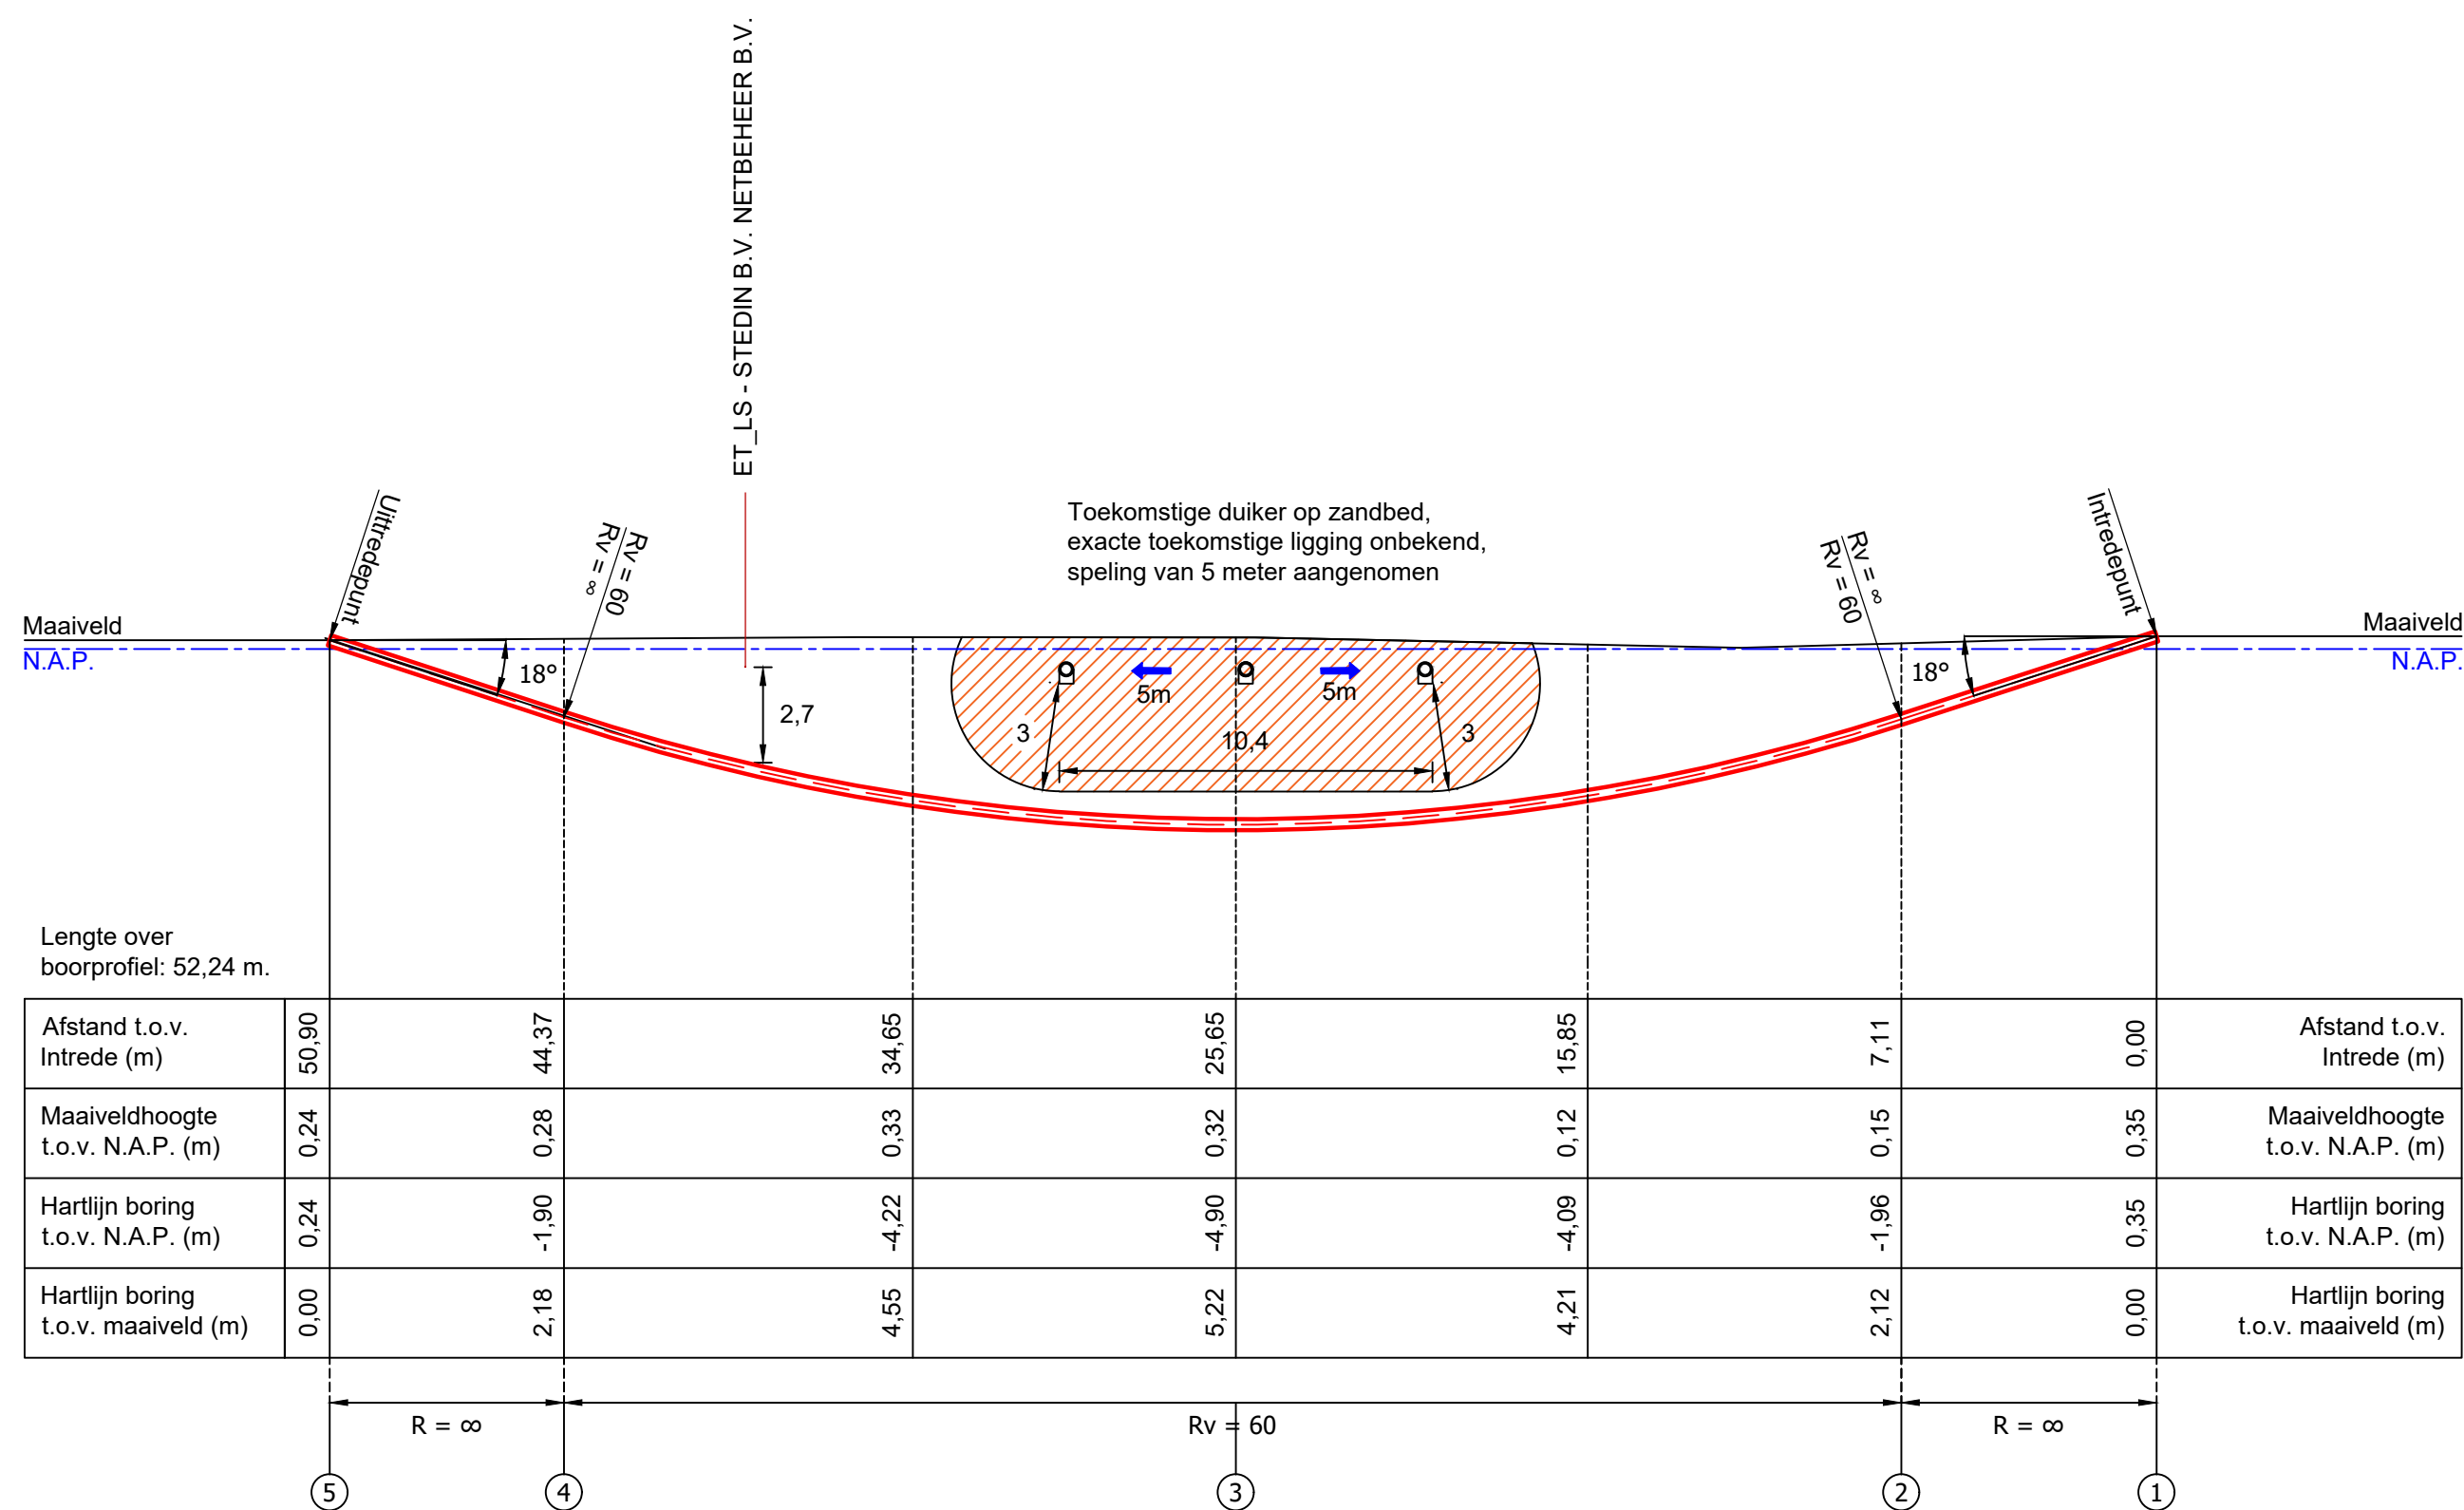 ET_LS - STEDIN B.V. NETBEHEER B.V.
Toekomstige duiker op zandbed,
exacte toekomstige ligging onbekend,
speling van 5 meter aangenomen
Uittredepunt
Rv = 60
Rv = ∞
Rv = ∞
Rv = 60
Intredepunt
Maaiveld
Maaiveld
N.A.P.
N.A.P.
18°
2,7
5m
5m
18°
3
10,4
3
Lengte over
boorprofiel: 52,24 m.
Afstand t.o.v.
Intrede (m)
50,90
44,37
34,65
25,65
15,85
7,11
0,00
Afstand t.o.v.
Intrede (m)
Maaiveldhoogte
t.o.v. N.A.P. (m)
0,24
0,28
0,33
0,32
0,12
0,15
0,35
Maaiveldhoogte
t.o.v. N.A.P. (m)
Hartlijn boring
t.o.v. N.A.P. (m)
0,24
-1,90
-4,22
-4,90
-4,09
-1,96
0,35
Hartlijn boring
t.o.v. N.A.P. (m)
Hartlijn boring
t.o.v. maaiveld (m)
0,00
2,18
4,55
5,22
4,21
2,12
0,00
Hartlijn boring
t.o.v. maaiveld (m)
R = ∞
Rv = 60
R = ∞
5
4
3
2
1